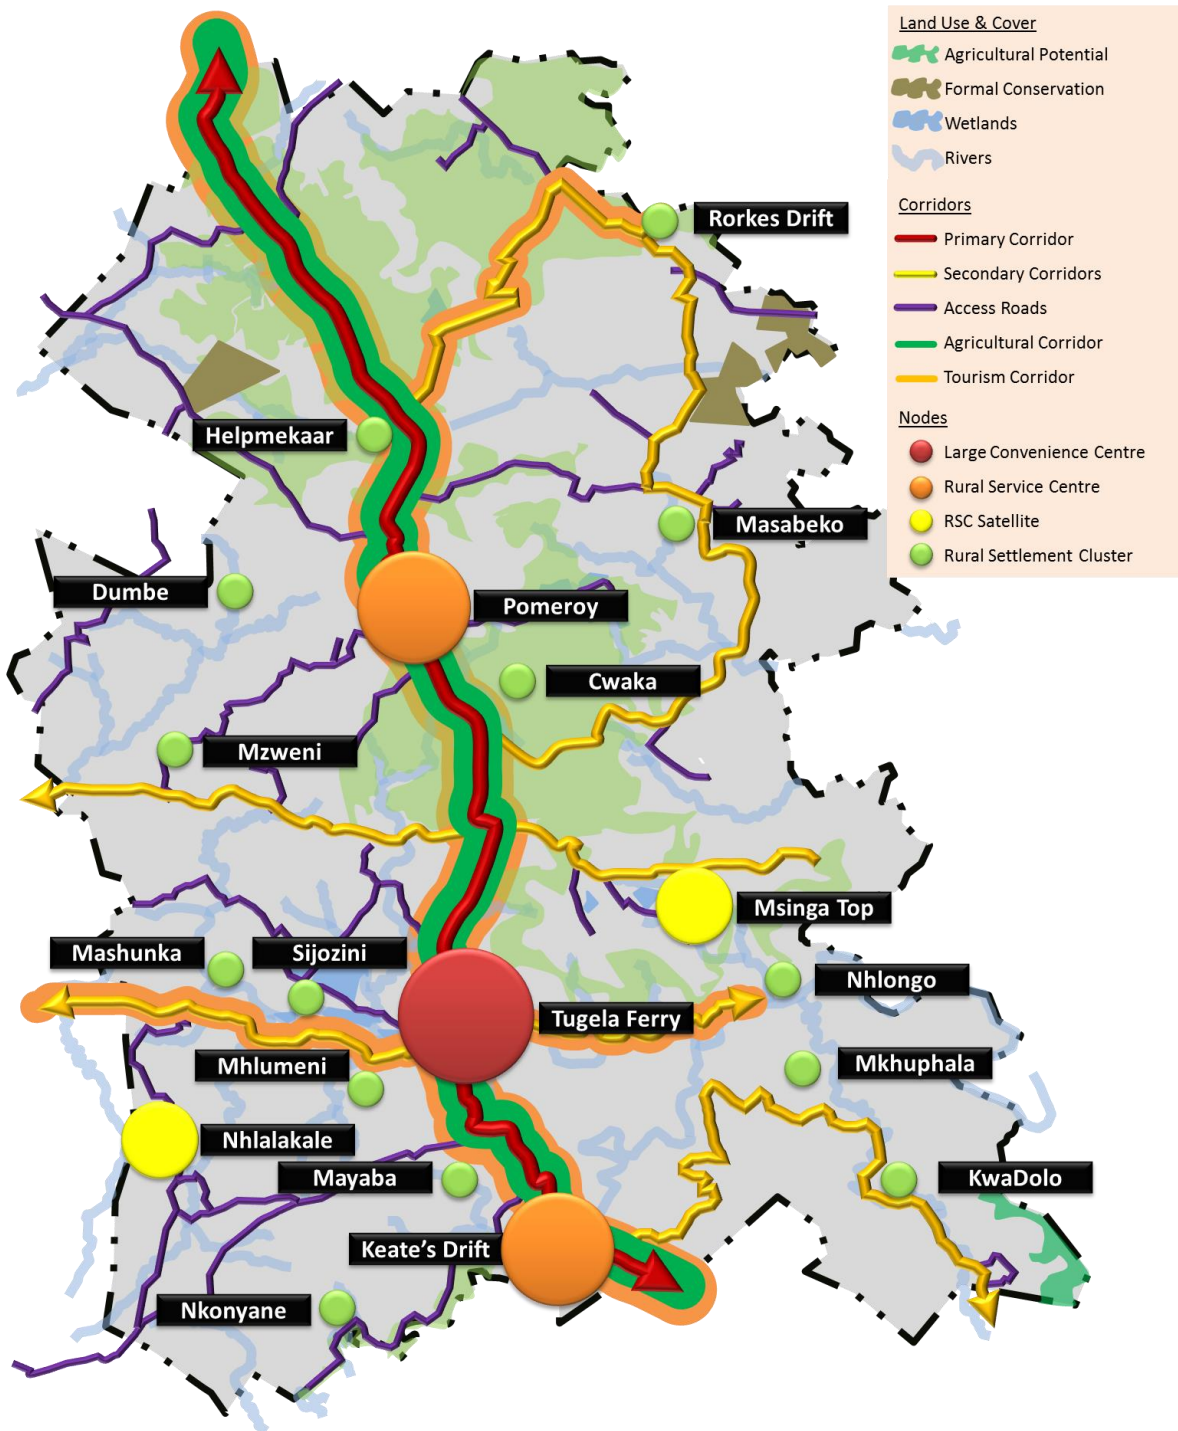 Land Use & Cover
Agricultural Potential
Formal Conservation
Wetlands
Rivers
Corridors
Primary Corridor
Secondary Corridors
Access Roads
Agricultural Corridor
Tourism Corridor
Nodes
Large Convenience Centre
Rural Service Centre
RSC Satellite
Rural Settlement Cluster
Rorkes Drift
Helpmekaar
Masabeko
Dumbe
Pomeroy
Cwaka
Mzweni
Msinga Top
Mashunka
Sijozini
Nhlongo
Tugela Ferry
Mhlumeni
Mkhuphala
Nhlalakale
Mayaba
KwaDolo
Keate's Drift
Nkonyane